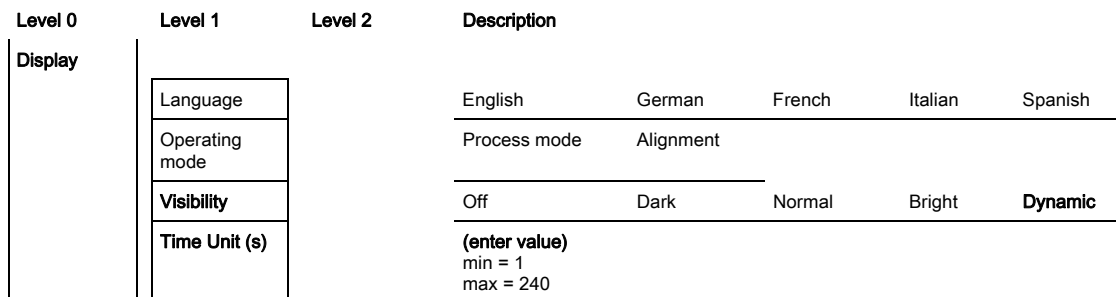 Level 0 Level 1 Level 2 Description
Display
Language English German French Italian Spanish
Operating mode Process mode Alignment
Visibility Off Dark Normal Bright Dynamic
Time Unit (s) (enter value)
min = 1
max = 240